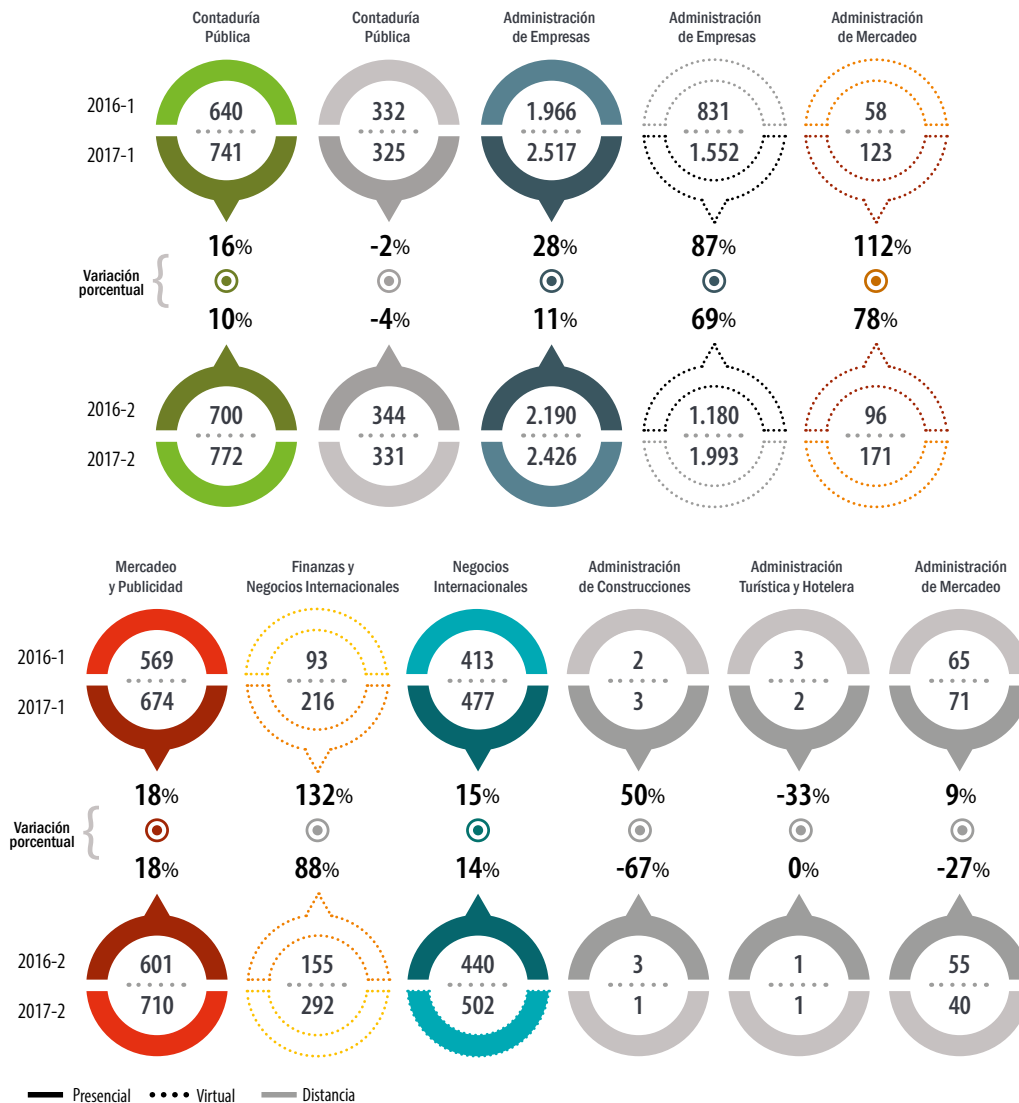 Contaduría Pública
Contaduría Pública
Administración de Empresas
Administración de Empresas
Administración de Mercadeo
2016-1 640 332 1.966 831 58
2017-1 741 325 2.517 1.552 123
16% -2% 28% 87% 112%
Variación porcentual
10% -4% 11% 69% 78%
2016-2 700 344 2.190 1.180 96
2017-2 772 331 2.426 1.993 171
Mercadeo y Publicidad
Finanzas y Negocios Internacionales
Negocios Internacionales
Administración de Construcciones
Administración Turística y Hotelera
Administración de Mercadeo
2016-1 569 93 413 2 3 65
2017-1 674 216 477 3 2 71
18% 132% 15% 50% -33% 9%
Variación porcentual
18% 88% 14% -67% 0% -27%
2016-2 601 155 440 3 1 55
2017-2 710 292 502 1 1 40
Presencial Virtual Distancia